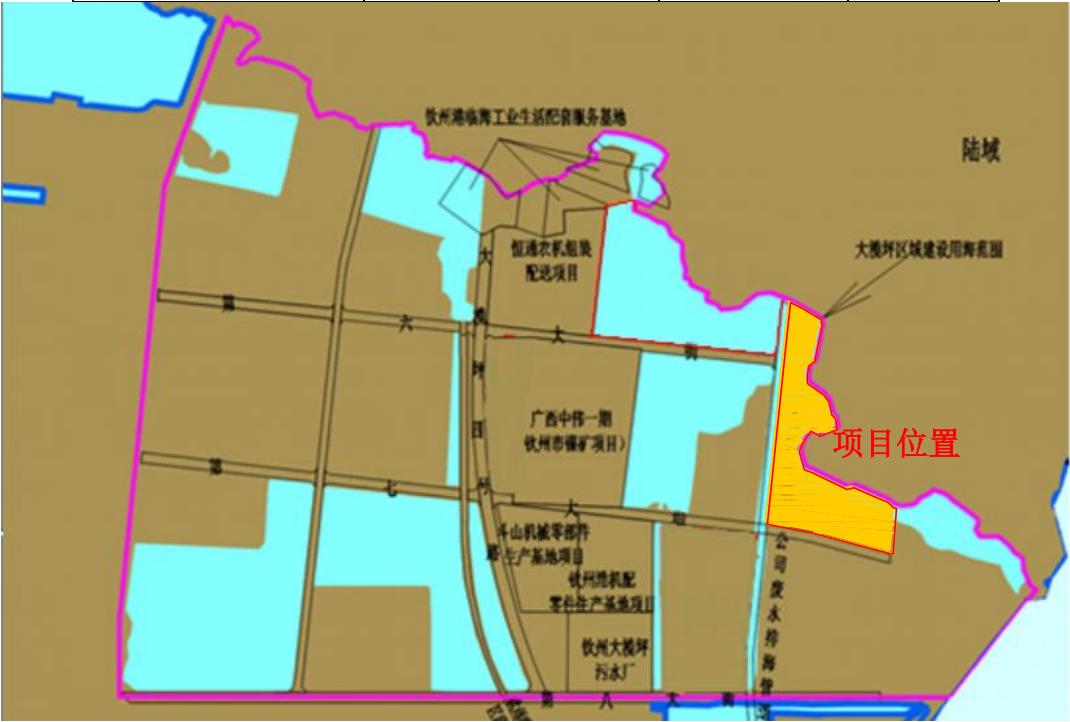 钦州港临海工业生活配套服务基地
陆域
大榄坪区域建设用海范围
恒通农机组装
配送项目
第六大街
大榄坪四号路
广西中伟一期
钦州市镍矿项目）
项目位置
第七大街
斗山机械零部件
生产基地项目
钦州港机配
零件生产基地项目
公司废水排海管
钦州大榄坪
污水厂
第八大街